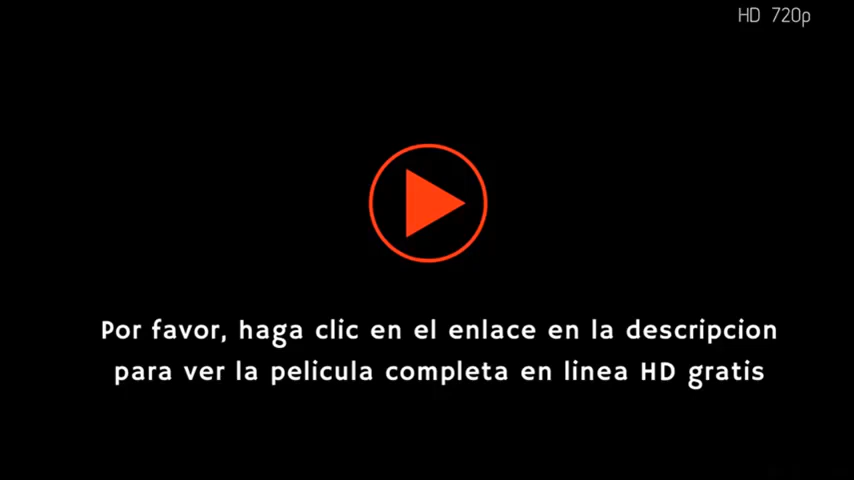 HD 720p
Por favor, haga clic en el enlace en la descripcion
para ver la pelicula completa en linea HD gratis